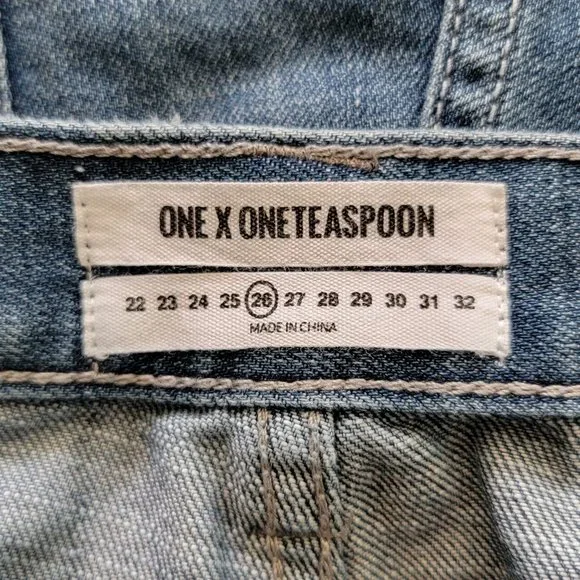 ONE X ONETEASPOON
22 23 24 25 26 27 28 29 30 31 32
MADE IN CHINA